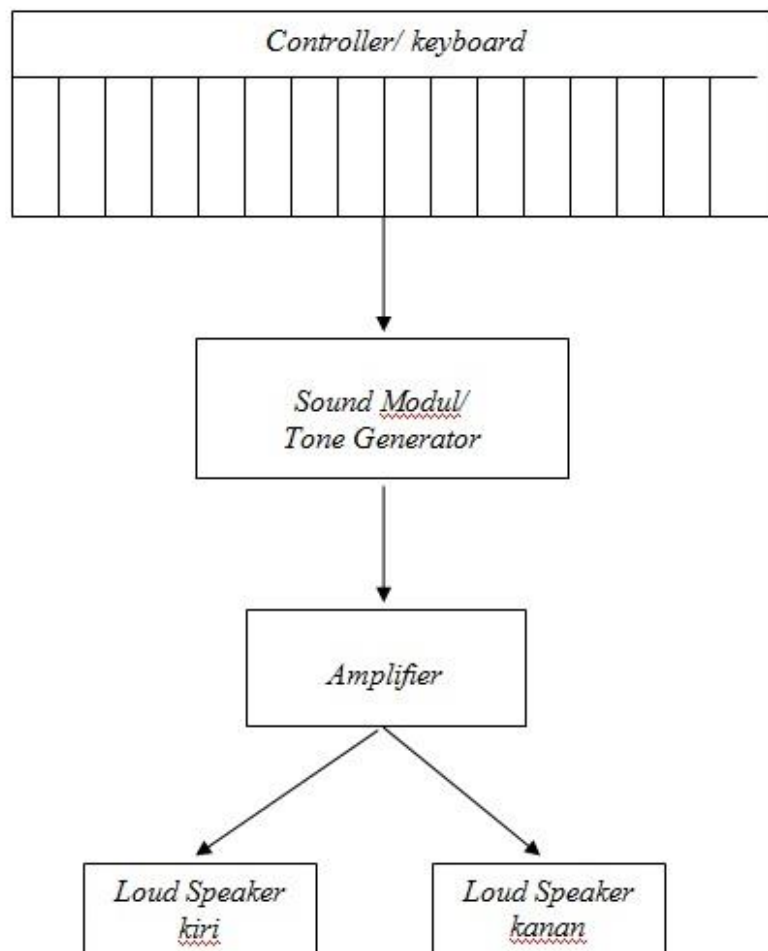 Controller/ keyboard
Sound Modul/
Tone Generator
Amplifier
Loud Speaker
kiri
Loud Speaker
kanan